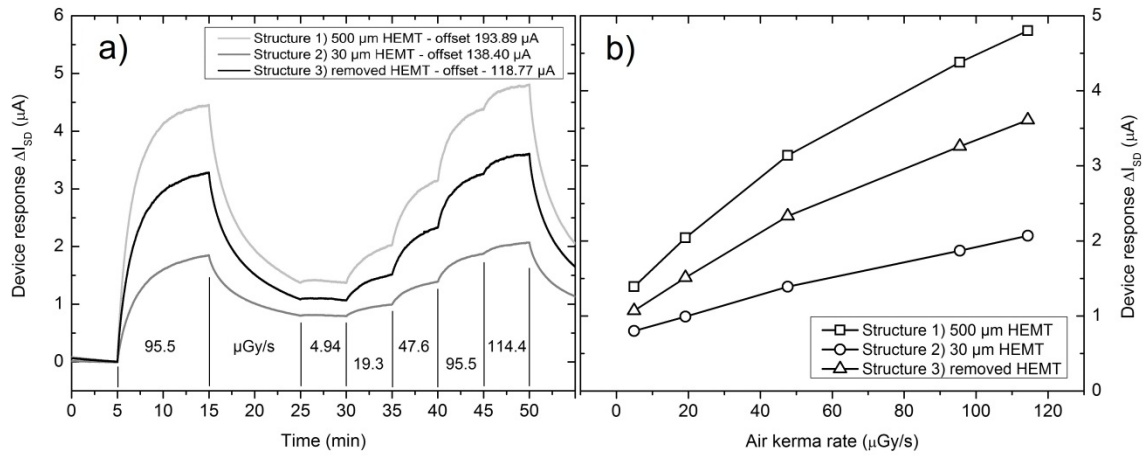 a)
Structure 1) 500 µm HEMT - offset 193.89 µA
Structure 2) 30 µm HEMT - offset 138.40 µA
Structure 3) removed HEMT - offset - 118.77 µA
Device response ΔI_SD (µA)
6
5
4
3
2
1
0
95.5
µGy/s
4.94
19.3
47.6
95.5
114.4
0 5 10 15 20 25 30 35 40 45 50
Time (min)
b)
5
4
3
2
1
0
Device response ΔI_SD (µA)
Structure 1) 500 µm HEMT
Structure 2) 30 µm HEMT
Structure 3) removed HEMT
0 20 40 60 80 100 120
Air kerma rate (µGy/s)